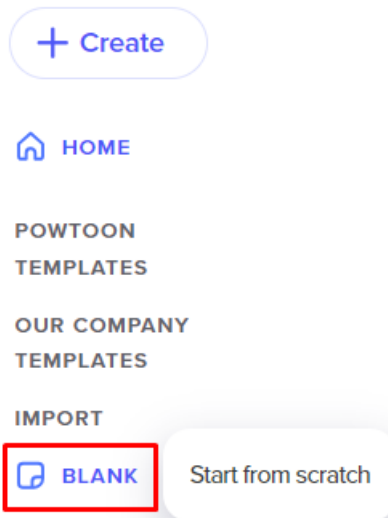 + Create
HOME
POWTOON
TEMPLATES
OUR COMPANY
TEMPLATES
IMPORT
BLANK
Start from scratch